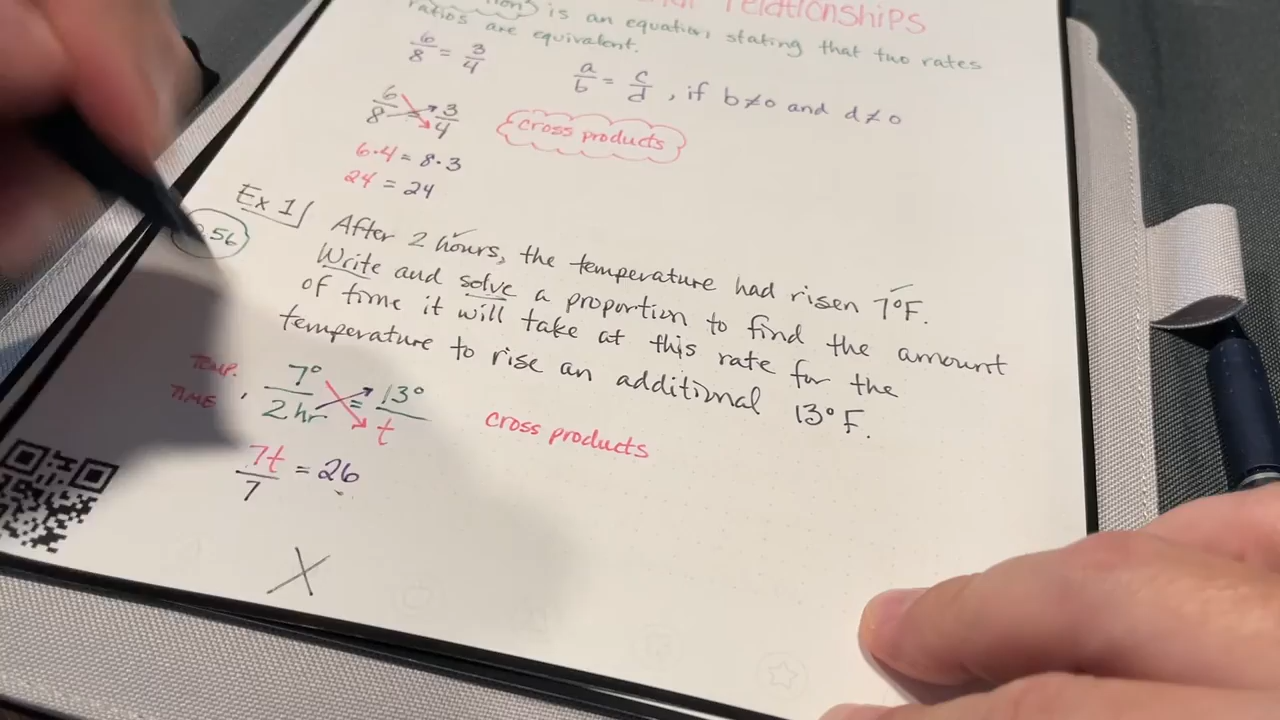 relationships
is an equation stating that two rates
ratios are equivalent.
6/8 = 3/4
a/b = c/d, if b≠0 and d≠0
6/8 = 3/4
cross products
6·4 = 8·3
24 = 24
Ex 1
56
After 2 hours, the temperature had risen 7°F.
Write and solve a proportion to find the amount
of time it will take at this rate for the
temperature to rise an additional 13°F.
TEMP.
TIME
7°/2hr = 13°/t
cross products
7t/7 = 26
X